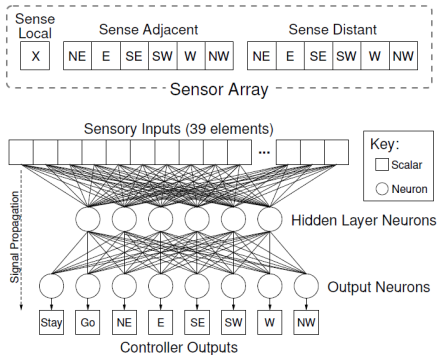 Sense Local
Sense Adjacent
Sense Distant
X
NE E SE SW W NW
NE E SE SW W NW
Sensor Array
Sensory Inputs (39 elements)
...
Key:
Scalar
Neuron
Signal Propagation
Hidden Layer Neurons
Output Neurons
Stay Go NE E SE SW W NW
Controller Outputs